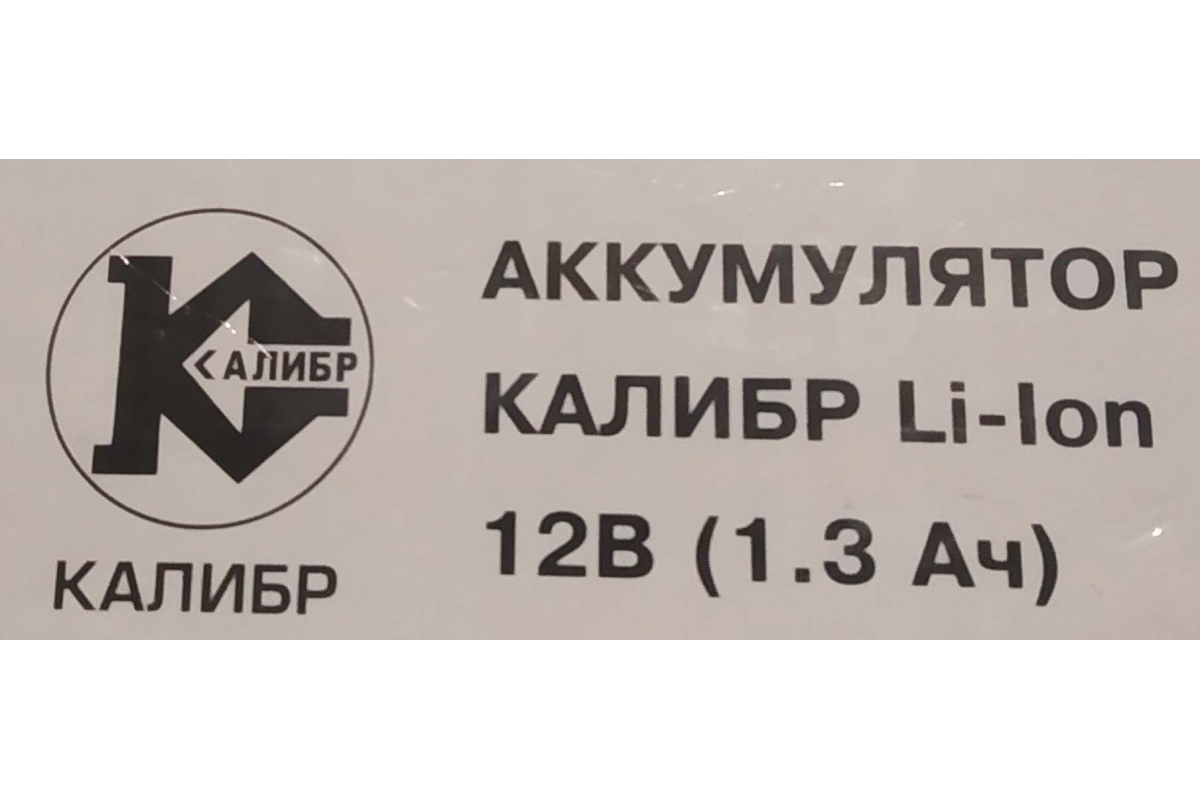 КАЛИБР
КАЛИБР
АККУМУЛЯТОР
КАЛИБР Li-Ion
12В (1.3 Ач)